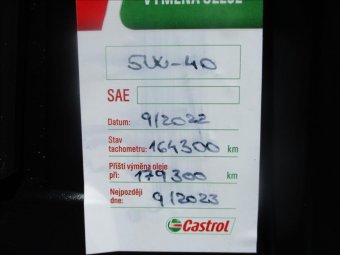 VÝMĚNA OLEJE
5W-40
SAE
Datum: 9/2022
Stav
tachometru: 164300 km
Příští výměna oleje
při: 179300 km
Nejpozději
dne: 9/2023
Castrol